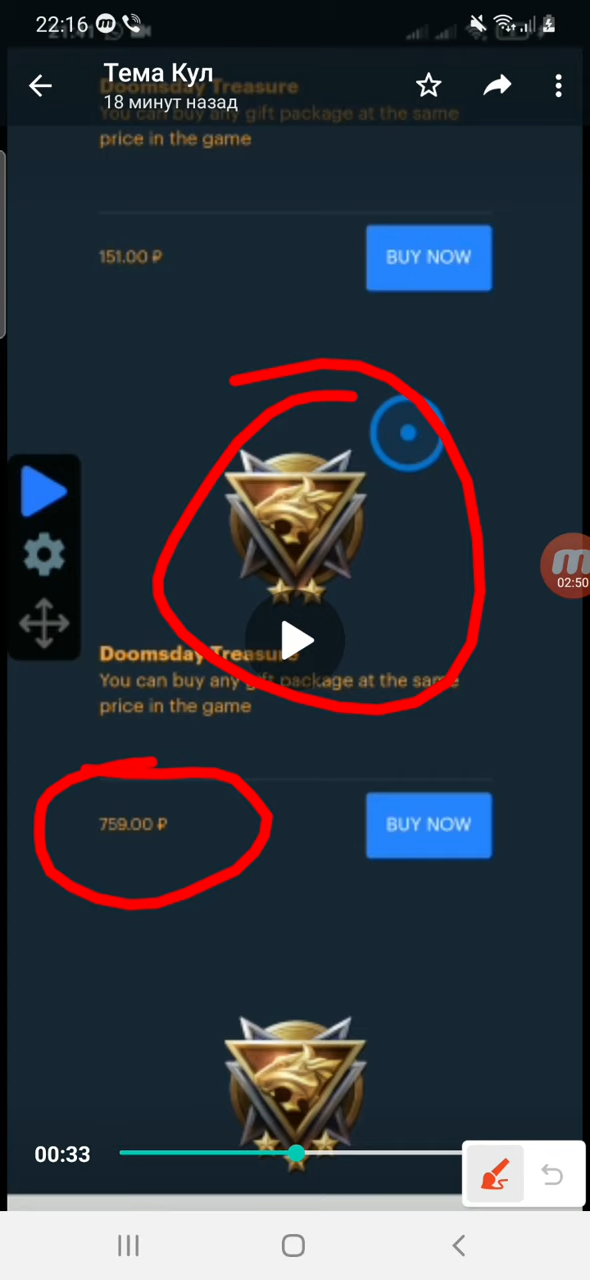 22:16
Тема Кул
18 минут назад
Doomsday Treasure
You can buy any gift package at the same
price in the game
151.00 ₽
BUY NOW
02:50
Doomsday Treasure
You can buy any gift package at the same
price in the game
759.00 ₽
BUY NOW
00:33